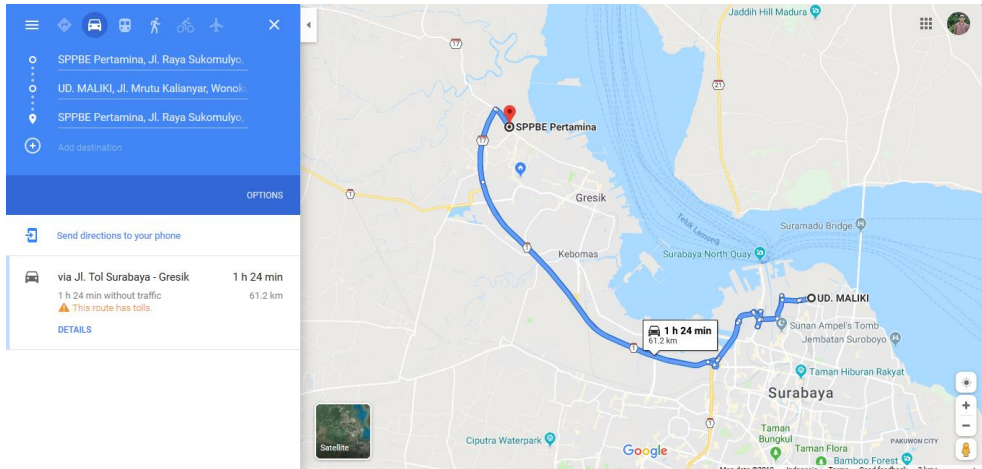 SPPBE Pertamina, Jl. Raya Sukomulyo,
UD. MALIKI, Jl. Mrutu Kalianyar, Wonok
SPPBE Pertamina, Jl. Raya Sukomulyo,
Add destination
OPTIONS
Send directions to your phone
via Jl. Tol Surabaya - Gresik 1 h 24 min
1 h 24 min without traffic 61.2 km
This route has tolls.
DETAILS
Jaddih Hill Madura
17
21
SPPBE Pertamina
17
1
Gresik
Teluk Lamong
Suramadu Bridge
1
Kebomas
Surabaya North Quay
UD. MALIKI
1 h 24 min
61.2 km
Sunan Ampel's Tomb
Jembatan Suroboyo
1
Taman Hiburan Rakyat
Surabaya
1
Satellite
Ciputra Waterpark
Google
Taman
Bungkul
Taman Flora
PAKUWON CITY
Bamboo Forest